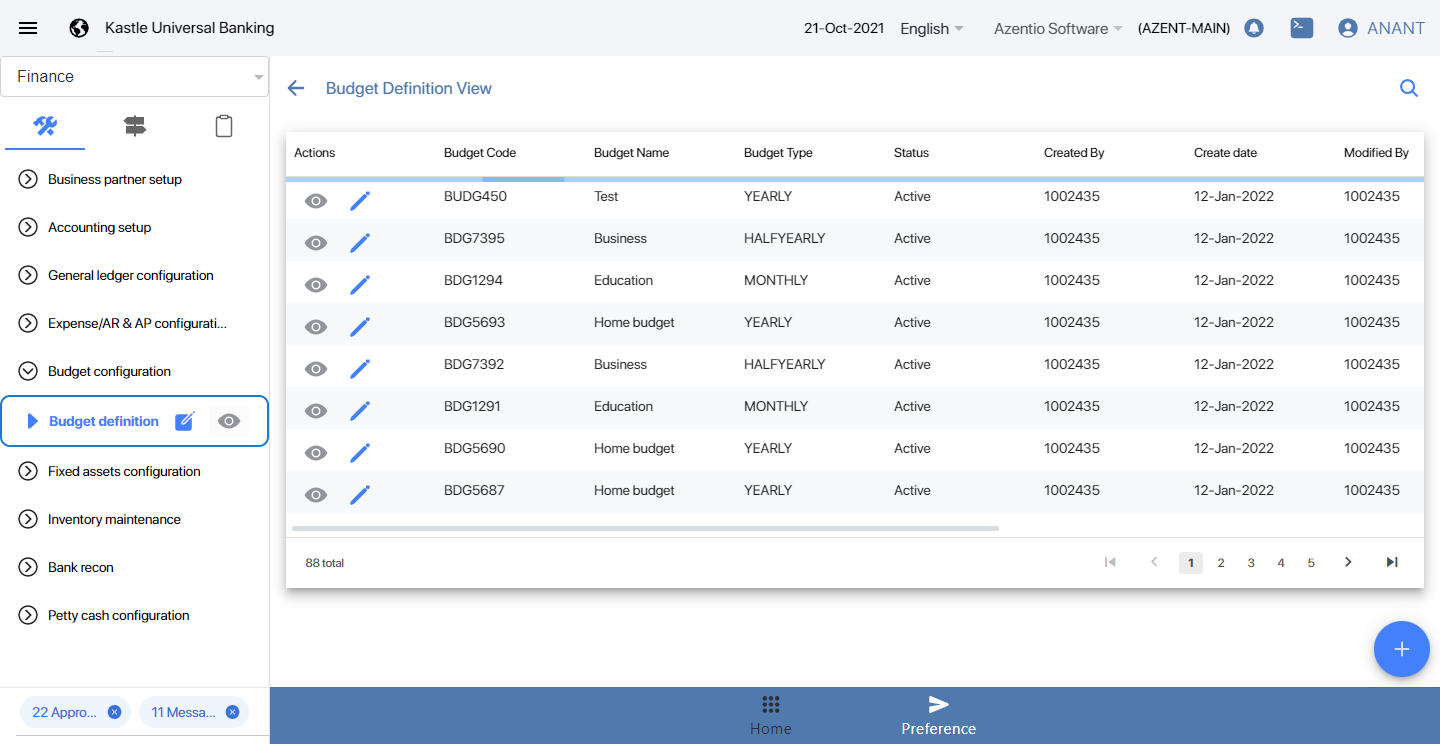 Kastle Universal Banking
21-Oct-2021 English Azentio Software (AZENT-MAIN) ANANT
Finance
Business partner setup
Accounting setup
General ledger configuration
Expense/AR & AP configurati...
Budget configuration
Budget definition
Fixed assets configuration
Inventory maintenance
Bank recon
Petty cash configuration
22 Appro... 11 Messa...
Budget Definition View
Actions Budget Code Budget Name Budget Type Status Created By Create date Modified By
BUDG450 Test YEARLY Active 1002435 12-Jan-2022 1002435
BDG7395 Business HALFYEARLY Active 1002435 12-Jan-2022 1002435
BDG1294 Education MONTHLY Active 1002435 12-Jan-2022 1002435
BDG5693 Home budget YEARLY Active 1002435 12-Jan-2022 1002435
BDG7392 Business HALFYEARLY Active 1002435 12-Jan-2022 1002435
BDG1291 Education MONTHLY Active 1002435 12-Jan-2022 1002435
BDG5690 Home budget YEARLY Active 1002435 12-Jan-2022 1002435
BDG5687 Home budget YEARLY Active 1002435 12-Jan-2022 1002435
88 total 1 2 3 4 5
Home Preference